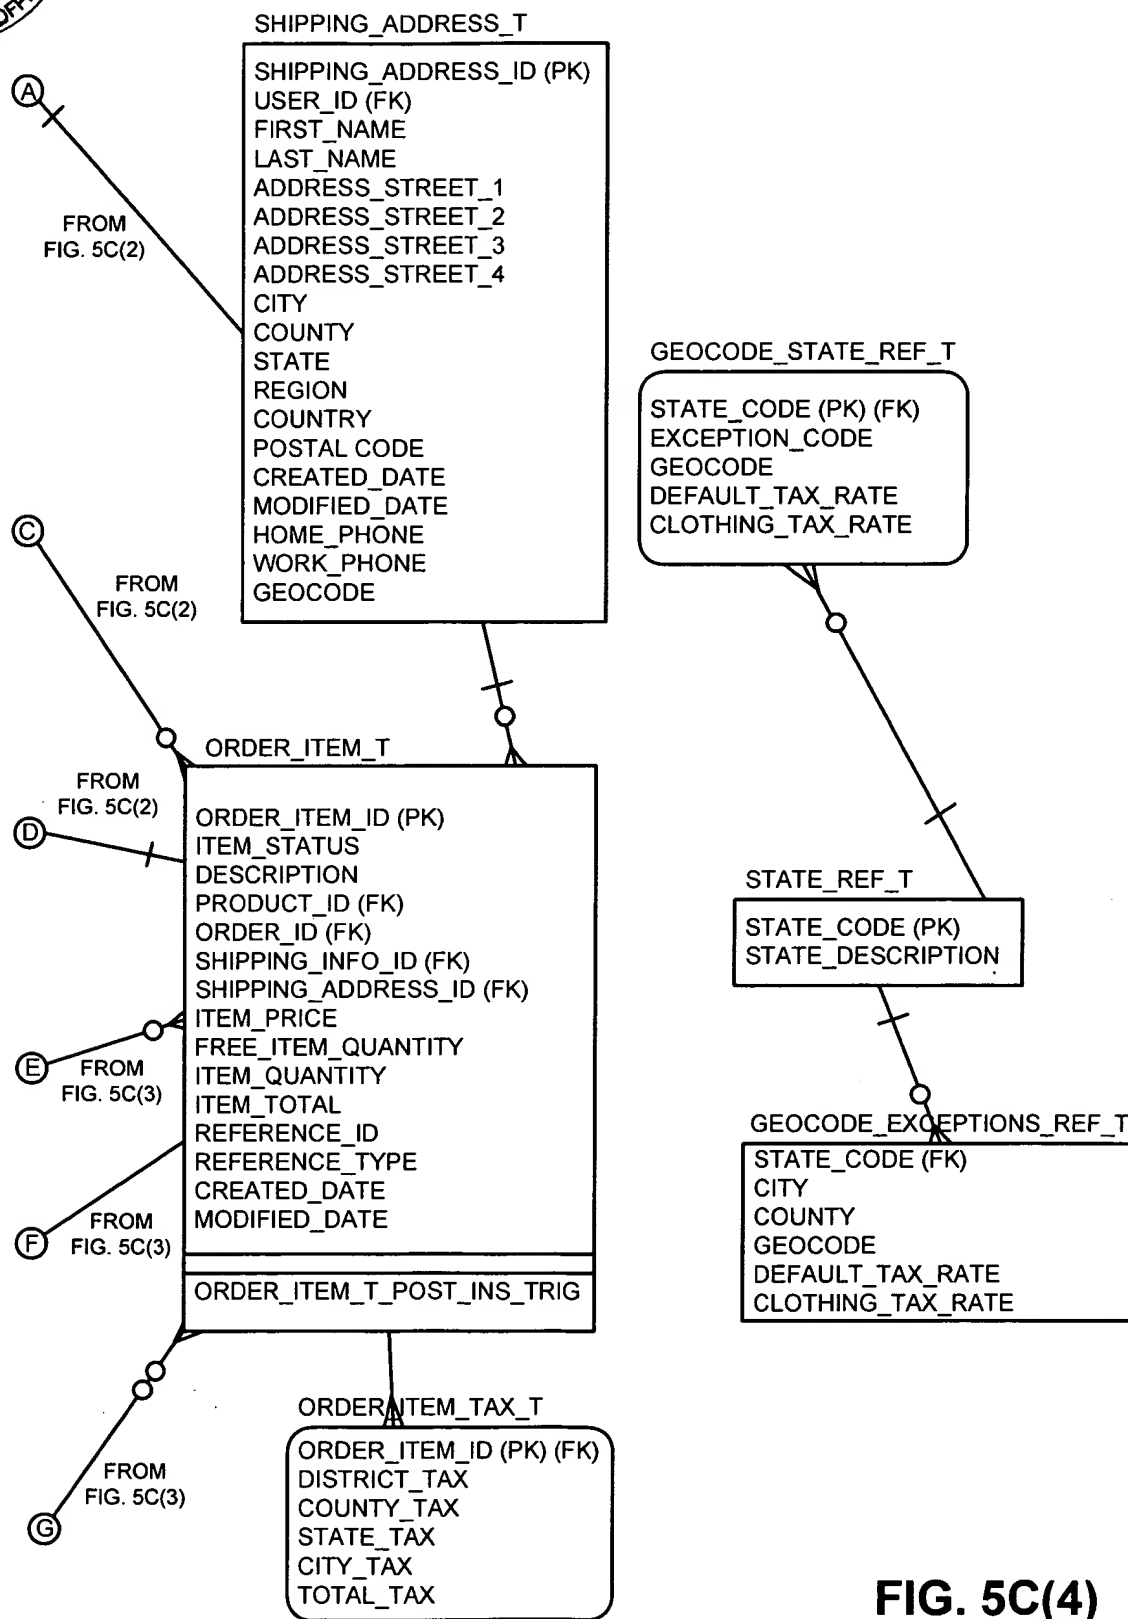 SHIPPING_ADDRESS_T
SHIPPING_ADDRESS_ID (PK)
USER_ID (FK)
FIRST_NAME
LAST_NAME
ADDRESS_STREET_1
ADDRESS_STREET_2
ADDRESS_STREET_3
ADDRESS_STREET_4
CITY
COUNTY
STATE
REGION
COUNTRY
POSTAL CODE
CREATED_DATE
MODIFIED_DATE
HOME_PHONE
WORK_PHONE
GEOCODE
A
FROM
FIG. 5C(2)
GEOCODE_STATE_REF_T
STATE_CODE (PK) (FK)
EXCEPTION_CODE
GEOCODE
DEFAULT_TAX_RATE
CLOTHING_TAX_RATE
C
FROM
FIG. 5C(2)
ORDER_ITEM_T
FROM
FIG. 5C(2)
D
ORDER_ITEM_ID (PK)
ITEM_STATUS
DESCRIPTION
PRODUCT_ID (FK)
ORDER_ID (FK)
SHIPPING_INFO_ID (FK)
SHIPPING_ADDRESS_ID (FK)
ITEM_PRICE
FREE_ITEM_QUANTITY
ITEM_QUANTITY
ITEM_TOTAL
REFERENCE_ID
REFERENCE_TYPE
CREATED_DATE
MODIFIED_DATE
ORDER_ITEM_T_POST_INS_TRIG
E
FROM
FIG. 5C(3)
F
FROM
FIG. 5C(3)
STATE_REF_T
STATE_CODE (PK)
STATE_DESCRIPTION
GEOCODE_EXCEPTIONS_REF_T
STATE_CODE (FK)
CITY
COUNTY
GEOCODE
DEFAULT_TAX_RATE
CLOTHING_TAX_RATE
G
FROM
FIG. 5C(3)
ORDER_ITEM_TAX_T
ORDER_ITEM_ID (PK) (FK)
DISTRICT_TAX
COUNTY_TAX
STATE_TAX
CITY_TAX
TOTAL_TAX
FIG. 5C(4)